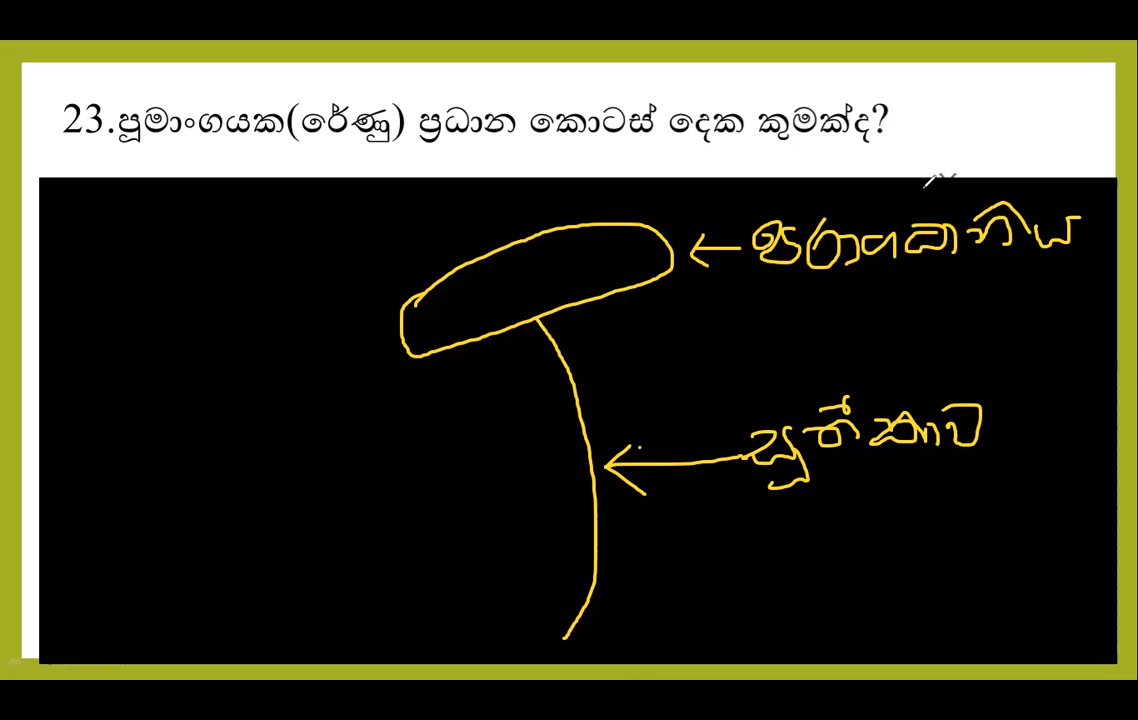 23.පූමාංගයක(රේණු) ප්‍රධාන කොටස් දෙක කුමක්ද?
පරාගධානිය
සූත්‍රිකාව